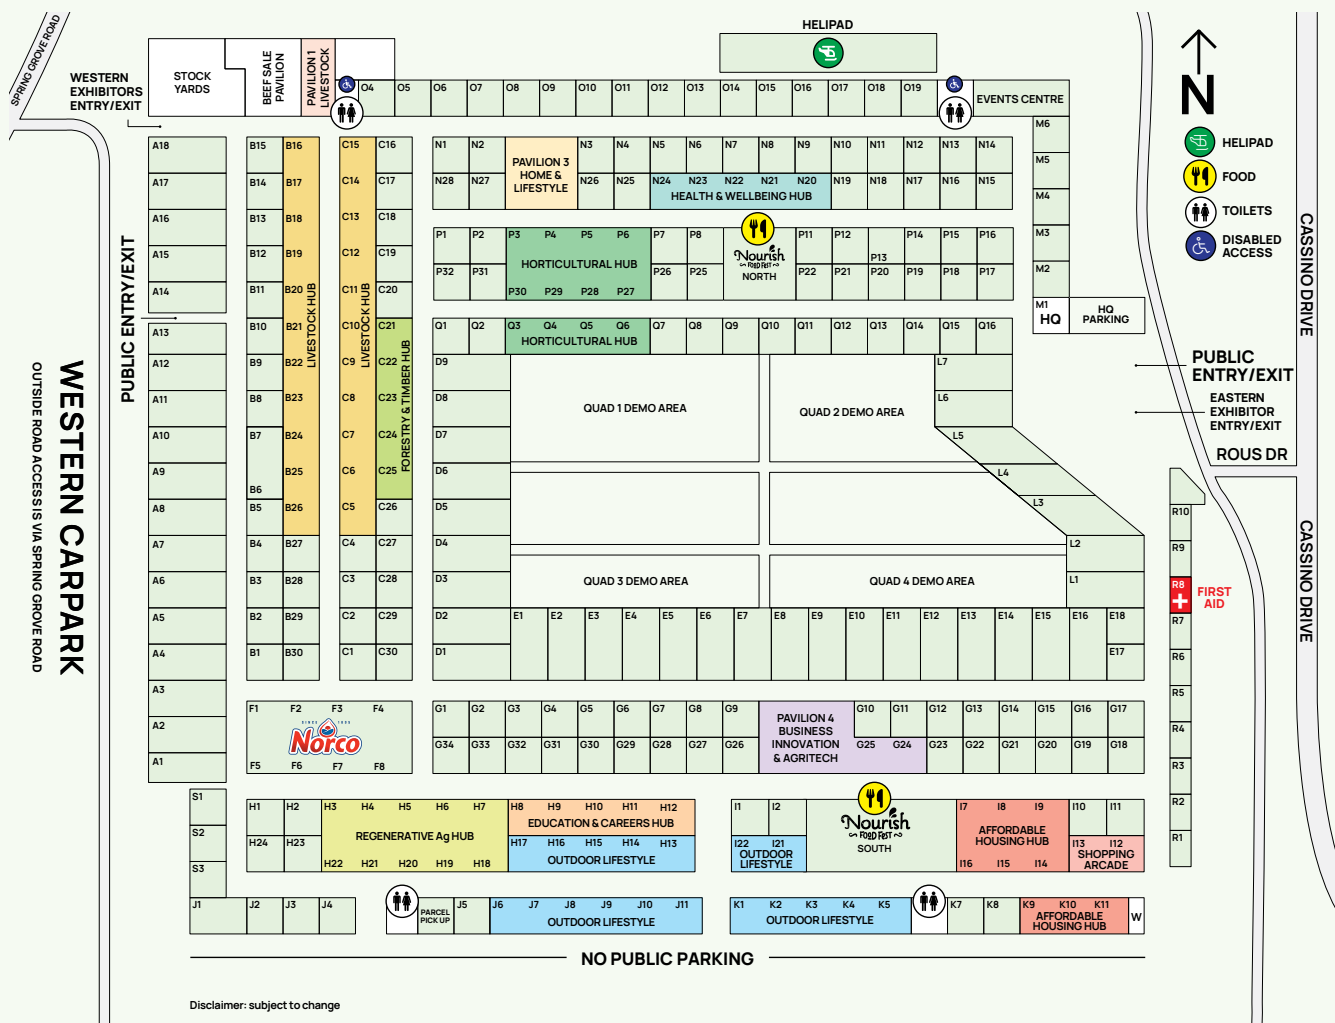 SPRING GROVE ROAD
WESTERN
EXHIBITORS
ENTRY/EXIT
STOCK
YARDS
BEEF SALE
PAVILION
PAVILION 1
LIVESTOCK
HELIPAD
O4 O5 O6 O7 O8 O9 O10 O11 O12 O13 O14 O15 O16 O17 O18 O19
EVENTS CENTRE
N
HELIPAD
FOOD
TOILETS
DISABLED
ACCESS
M6
M5
M4
M3
M2
M1
HQ
HQ
PARKING
A18
A17
A16
A15
A14
A13
A12
A11
A10
A9
A8
A7
A6
A5
A4
A3
A2
A1
B15
B14
B13
B12
B11
B10
B9
B8
B7
B6
B5
B4
B3
B2
B1
B16
B17
B18
B19
B20
B21
B22
B23
B24
B25
B26
B27
B28
B29
B30
LIVESTOCK HUB
C15
C14
C13
C12
C11
C10
C9
C8
C7
C6
C5
C4
C3
C2
C1
LIVESTOCK HUB
C16
C17
C18
C19
C20
C21
C22
C23
C24
C25
C26
C27
C28
C29
C30
FORESTRY & TIMBER HUB
N1 N2
PAVILION 3
HOME &
LIFESTYLE
N3 N4 N5 N6 N7 N8 N9 N10 N11 N12 N13 N14
N28 N27 N26 N25 N24 N23 N22 N21 N20 N19 N18 N17 N16 N15
HEALTH & WELLBEING HUB
P1 P2 P3 P4 P5 P6 P7 P8 P11 P12 P13 P14 P15 P16
HORTICULTURAL HUB
Nourish
FOOD FEST
NORTH
P32 P31 P30 P29 P28 P27 P26 P25 P22 P21 P20 P19 P18 P17
Q1 Q2 Q3 Q4 Q5 Q6 Q7 Q8 Q9 Q10 Q11 Q12 Q13 Q14 Q15 Q16
HORTICULTURAL HUB
D9
D8
D7
D6
D5
D4
D3
D2
D1
QUAD 1 DEMO AREA
QUAD 2 DEMO AREA
QUAD 3 DEMO AREA
QUAD 4 DEMO AREA
L7
L6
L5
L4
L3
L2
L1
E1 E2 E3 E4 E5 E6 E7 E8 E9 E10 E11 E12 E13 E14 E15 E16 E18
E17
PUBLIC ENTRY/EXIT
WESTERN CARPARK
OUTSIDE ROAD ACCESS IS VIA SPRING GROVE ROAD
PUBLIC
ENTRY/EXIT
EASTERN
EXHIBITOR
ENTRY/EXIT
ROUS DR
CASSINO DRIVE
CASSINO DRIVE
R10
R9
R8
FIRST
AID
R7
R6
R5
R4
R3
R2
R1
F1 F2 F3 F4
SINCE 1895
Norco
F5 F6 F7 F8
G1 G2 G3 G4 G5 G6 G7 G8 G9
PAVILION 4
BUSINESS
INNOVATION
& AGRITECH
G10 G11 G12 G13 G14 G15 G16 G17
G34 G33 G32 G31 G30 G29 G28 G27 G26 G25 G24 G23 G22 G21 G20 G19 G18
S1
S2
S3
H1 H2 H3 H4 H5 H6 H7 H8 H9 H10 H11 H12
REGENERATIVE Ag HUB
EDUCATION & CAREERS HUB
H24 H23 H22 H21 H20 H19 H18 H17 H16 H15 H14 H13
OUTDOOR LIFESTYLE
I1 I2
I22 I21
OUTDOOR
LIFESTYLE
Nourish
FOOD FEST
SOUTH
I7 I8 I9
AFFORDABLE
HOUSING HUB
I16 I15 I14
I10 I11
I13 I12
SHOPPING
ARCADE
J1 J2 J3 J4
PARCEL
PICK UP
J5 J6 J7 J8 J9 J10 J11
OUTDOOR LIFESTYLE
K1 K2 K3 K4 K5
OUTDOOR LIFESTYLE
K7 K8 K9 K10 K11
AFFORDABLE
HOUSING HUB
W
NO PUBLIC PARKING
Disclaimer: subject to change